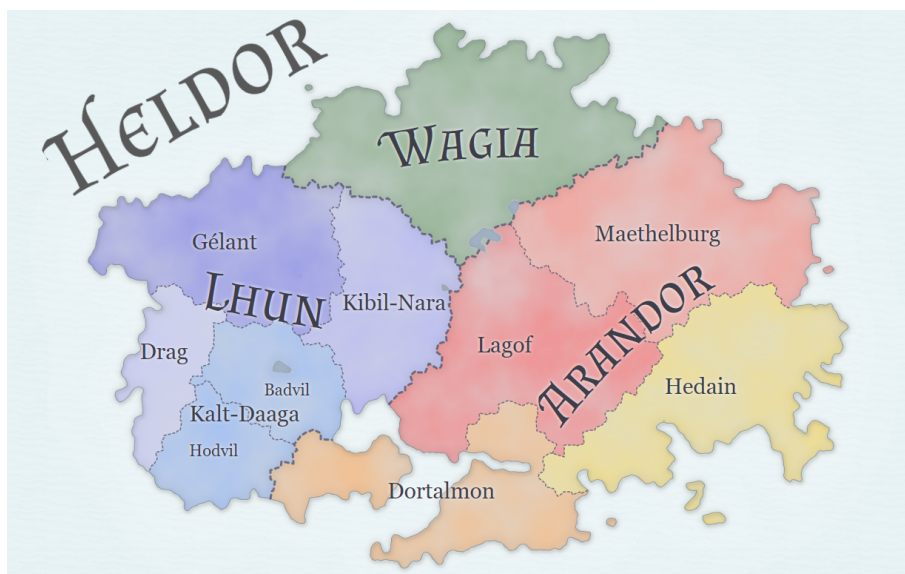 HELDOR
WAGIA
Gélant
Maethelburg
LHUN
Kibil-Nara
ARANDOR
Drag
Lagof
Badvil
Hedain
Kalt-Daaga
Hodvil
Dortalmon